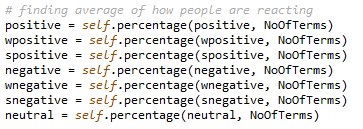 # finding average of how people are reacting
positive = self.percentage(positive, NoOfTerms)
wpositive = self.percentage(wpositive, NoOfTerms)
spositive = self.percentage(spositive, NoOfTerms)
negative = self.percentage(negative, NoOfTerms)
wnegative = self.percentage(wnegative, NoOfTerms)
snegative = self.percentage(snegative, NoOfTerms)
neutral = self.percentage(neutral, NoOfTerms)